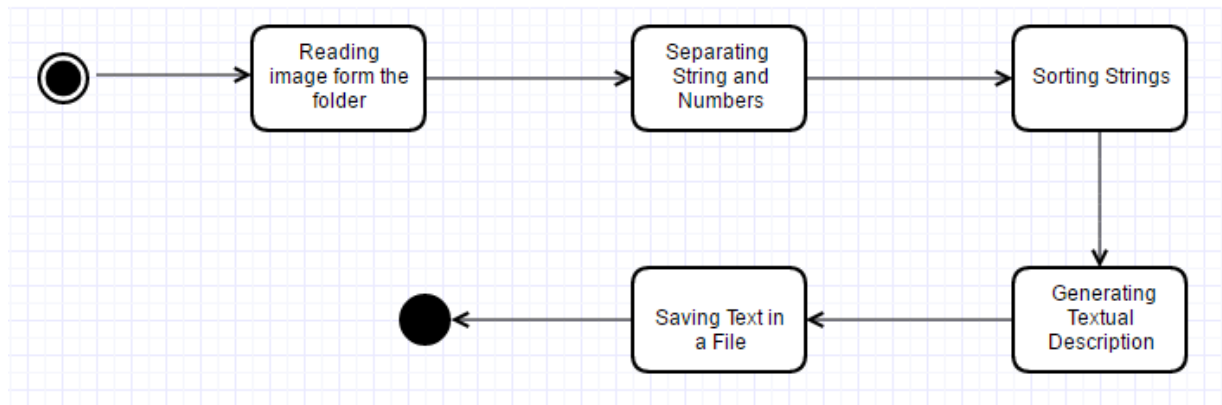 Reading
image form the
folder
Separating
String and
Numbers
Sorting Strings
Generating
Textual
Description
Saving Text in
a File